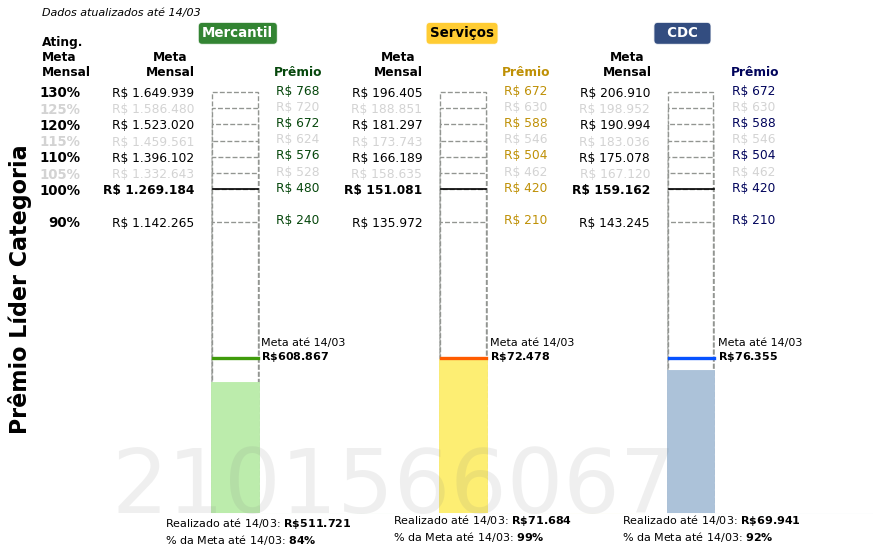 Dados atualizados até 14/03
Mercantil Serviços CDC
Ating.
Meta
Mensal
Meta
Mensal Prêmio Meta
Mensal Prêmio Meta
Mensal Prêmio
130% R$ 1.649.939 R$ 768 R$ 196.405 R$ 672 R$ 206.910 R$ 672
125% R$ 1.586.480 R$ 720 R$ 188.851 R$ 630 R$ 198.952 R$ 630
120% R$ 1.523.020 R$ 672 R$ 181.297 R$ 588 R$ 190.994 R$ 588
115% R$ 1.459.561 R$ 624 R$ 173.743 R$ 546 R$ 183.036 R$ 546
110% R$ 1.396.102 R$ 576 R$ 166.189 R$ 504 R$ 175.078 R$ 504
105% R$ 1.332.643 R$ 528 R$ 158.635 R$ 462 R$ 167.120 R$ 462
100% R$ 1.269.184 R$ 480 R$ 151.081 R$ 420 R$ 159.162 R$ 420
90% R$ 1.142.265 R$ 240 R$ 135.972 R$ 210 R$ 143.245 R$ 210
Prêmio Líder Categoria
Meta até 14/03 Meta até 14/03 Meta até 14/03
R$608.867 R$72.478 R$76.355
2101566067
Realizado até 14/03: R$511.721 Realizado até 14/03: R$71.684 Realizado até 14/03: R$69.941
% da Meta até 14/03: 84% % da Meta até 14/03: 99% % da Meta até 14/03: 92%